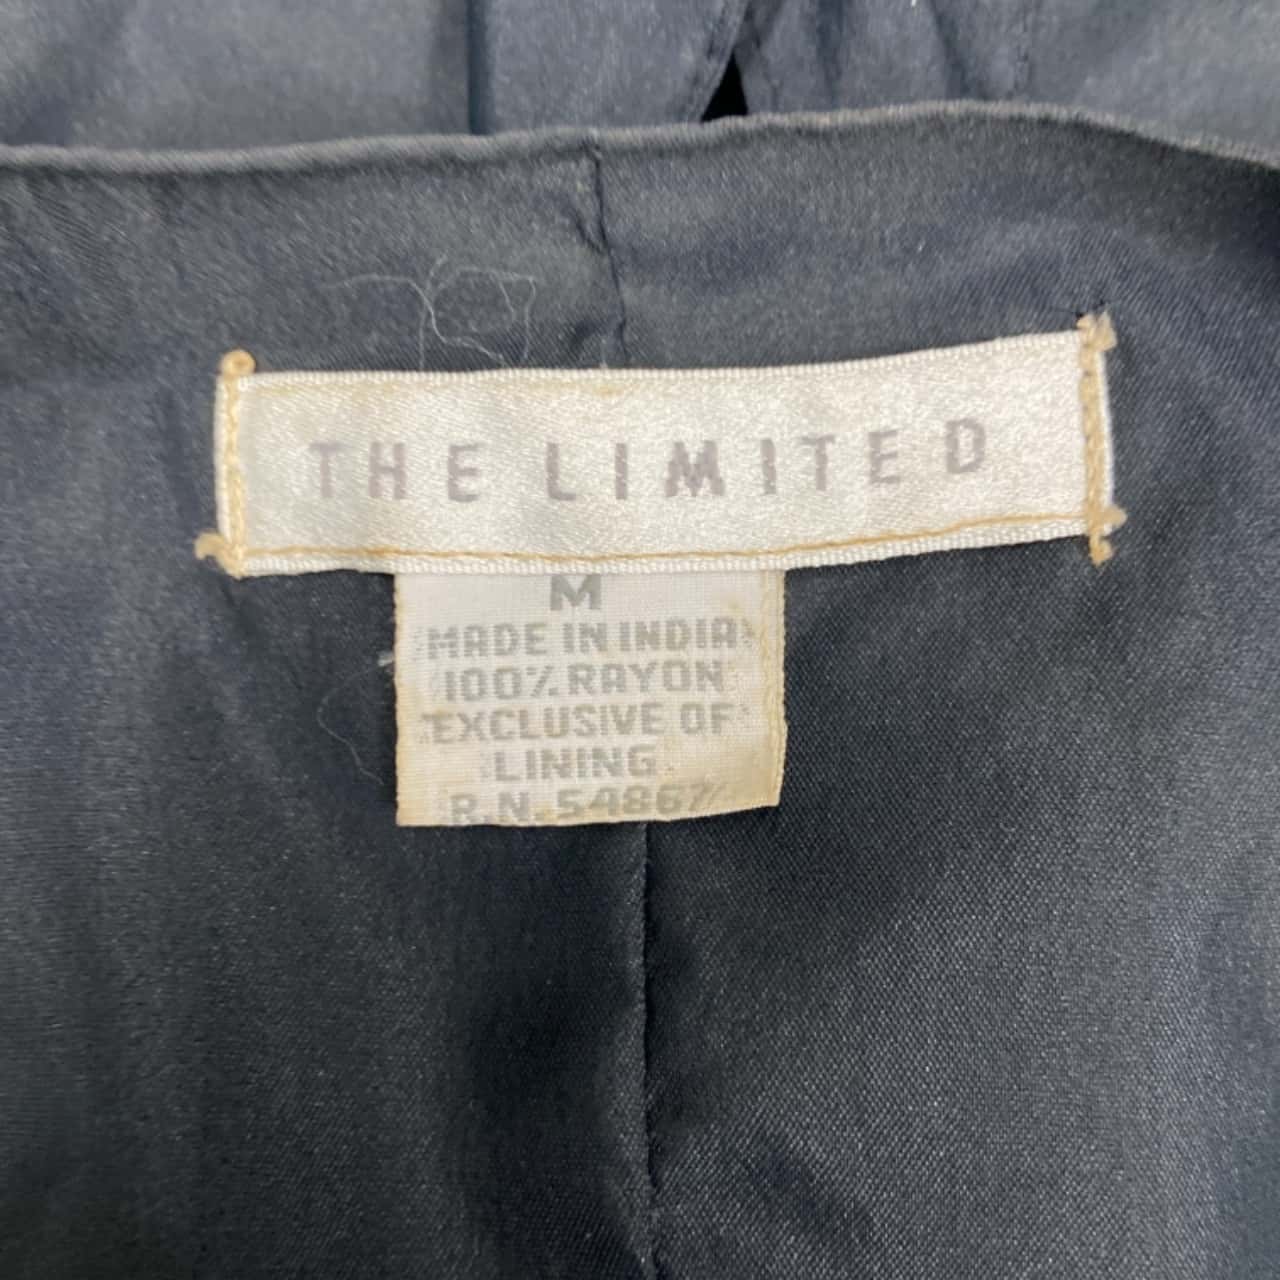 THE LIMITED
M
MADE IN INDIA
100% RAYON
EXCLUSIVE OF
LINING
R.N. 54867